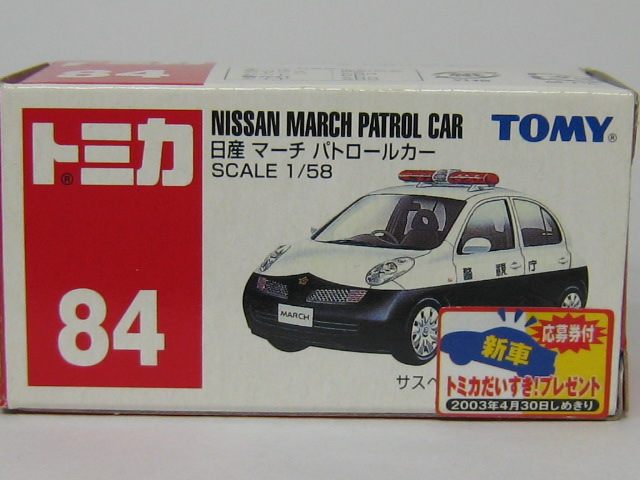 84
トミカ®
NISSAN MARCH PATROL CAR
日産 マーチ パトロールカー
SCALE 1/58
TOMY®
警視庁
MARCH
84
サスペ
応募券付
新車
トミカだいすき!プレゼント
2003年4月30日しめきり